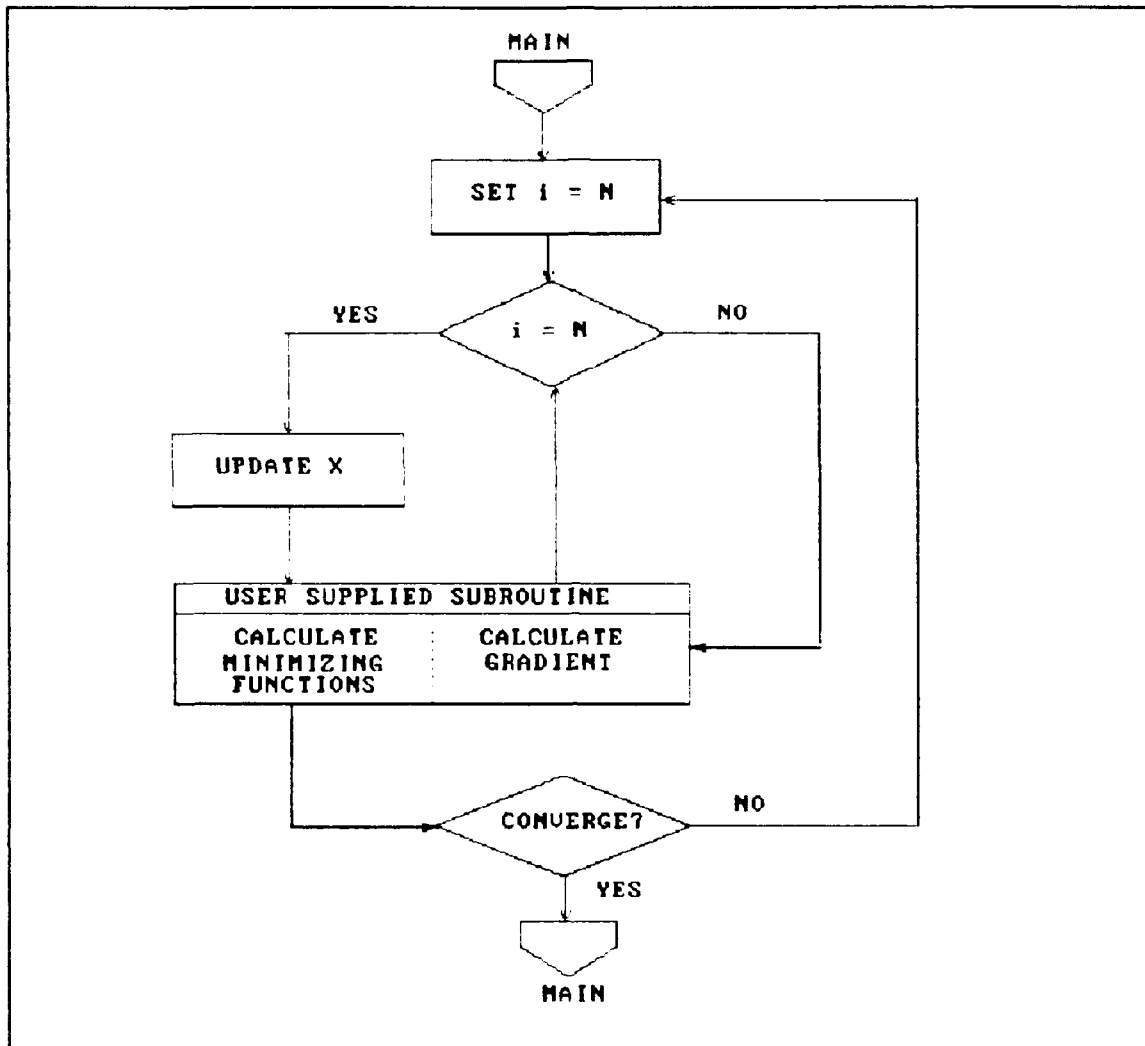 MAIN
SET i = N
i = N
YES
NO
UPDATE X
USER SUPPLIED SUBROUTINE
CALCULATE
MINIMIZING
FUNCTIONS
CALCULATE
GRADIENT
CONVERGE?
NO
YES
MAIN